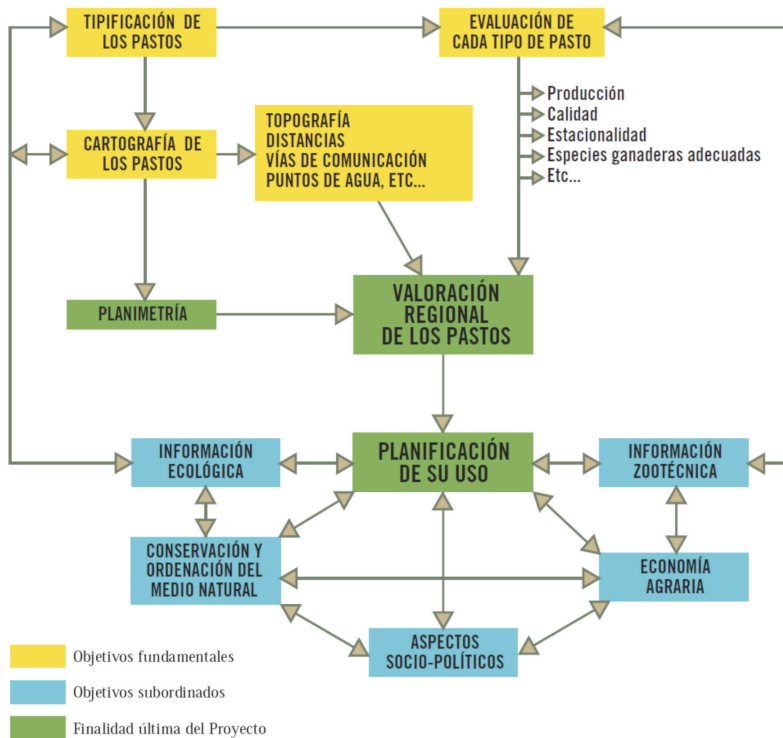 TIPIFICACIÓN DE
LOS PASTOS
EVALUACIÓN DE
CADA TIPO DE PASTO
Producción
Calidad
Estacionalidad
Especies ganaderas adecuadas
Etc...
CARTOGRAFÍA DE
LOS PASTOS
TOPOGRAFÍA
DISTANCIAS
VÍAS DE COMUNICACIÓN
PUNTOS DE AGUA, ETC...
PLANIMETRÍA
VALORACIÓN
REGIONAL
DE LOS PASTOS
INFORMACIÓN
ECOLÓGICA
PLANIFICACIÓN
DE SU USO
INFORMACIÓN
ZOOTÉCNICA
CONSERVACIÓN Y
ORDENACIÓN DEL
MEDIO NATURAL
ECONOMÍA
AGRARIA
ASPECTOS
SOCIO-POLÍTICOS
Objetivos fundamentales
Objetivos subordinados
Finalidad última del Proyecto